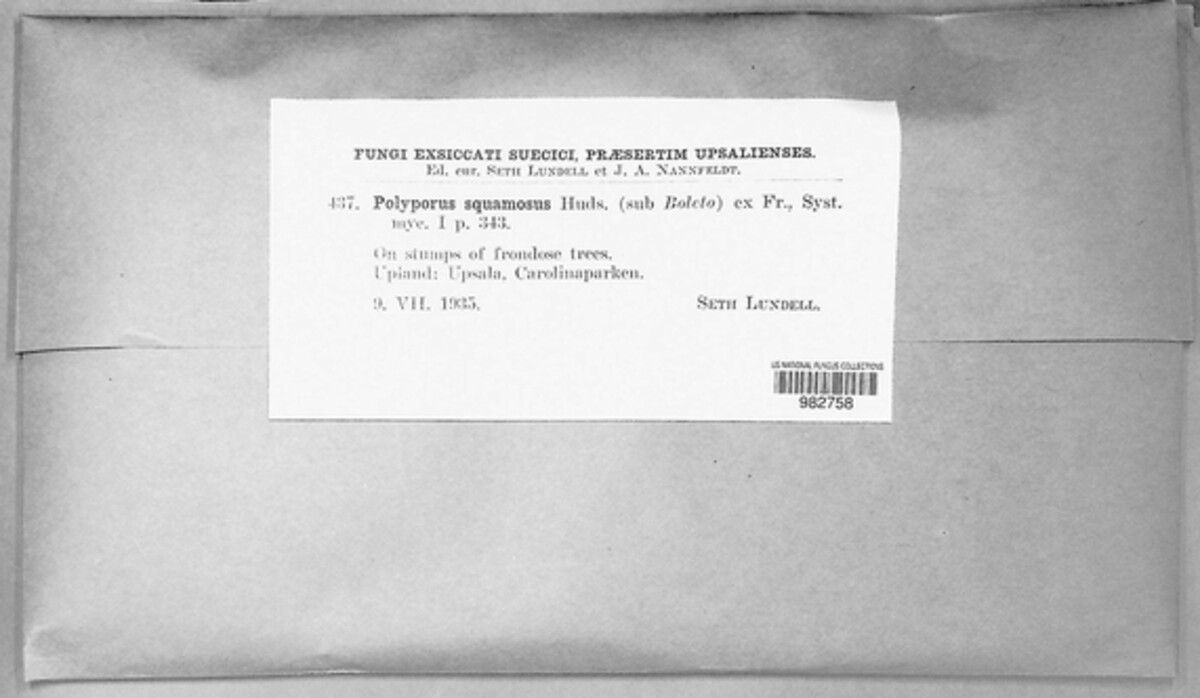 FUNGI EXSICCATI SUECICI, PRÆSERTIM UPSALIENSES.
Ed. cur. SETH LUNDELL et J. A. NANNFELDT.
437. Polyporus squamosus Huds. (sub Boleto) ex Fr., Syst.
myc. I p. 343.
On stumps of frondose trees.
Upland: Upsala, Carolinaparken.
9. VII. 1935.
SETH LUNDELL.
US NATIONAL FUNGUS COLLECTIONS
982758